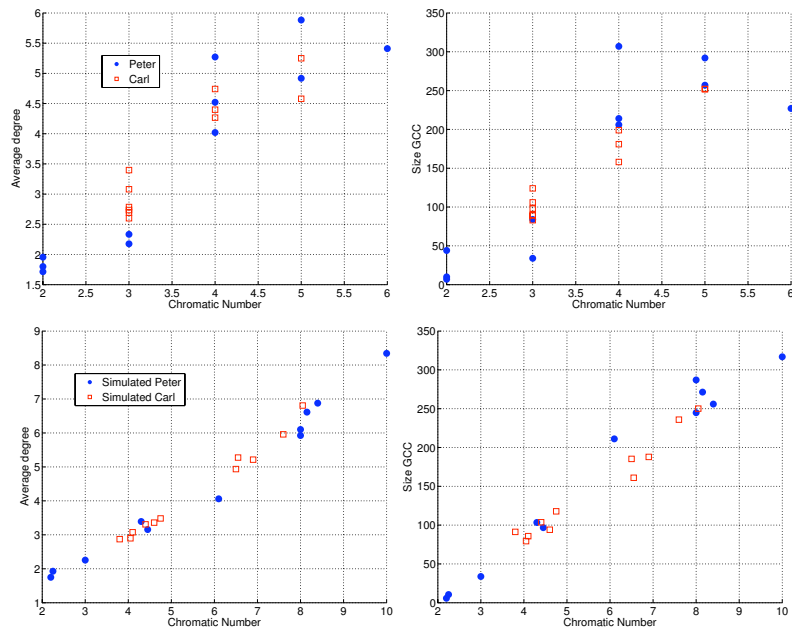 6
5.5
5
4.5
4
3.5
3
2.5
2
1.5
Average degree
Peter
Carl
2 2.5 3 3.5 4 4.5 5 5.5 6
Chromatic Number
350
300
250
200
150
100
50
0
Size GCC
2 2.5 3 3.5 4 4.5 5 5.5 6
Chromatic Number
9
8
7
6
5
4
3
2
1
Average degree
Simulated Peter
Simulated Carl
2 3 4 5 6 7 8 9 10
Chromatic Number
350
300
250
200
150
100
50
0
Size GCC
2 3 4 5 6 7 8 9 10
Chromatic Number